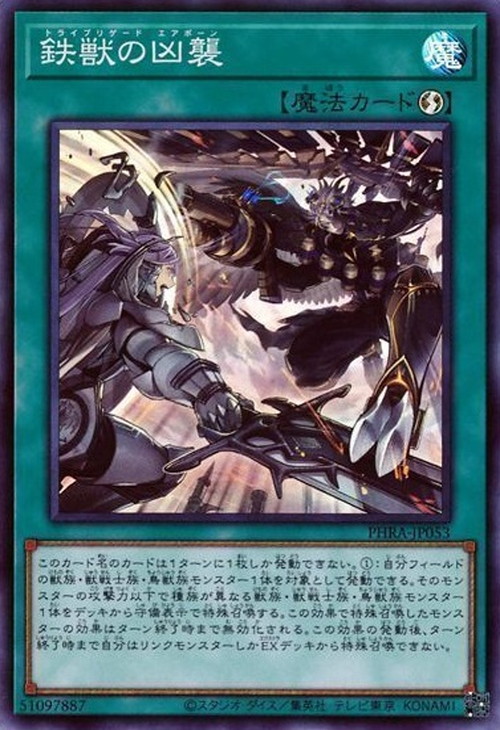 トライブリゲード エアボーン
鉄獣の凶襲
魔
【魔法カード】
PHRA-JP053
このカード名のカードは1ターンに1枚しか発動できない。①:自分フィールド
の獣族・獣戦士族・鳥獣族モンスター1体を対象として発動できる。そのモン
スターの攻撃力以下で種族が異なる獣族・獣戦士族・鳥獣族モンスター
1体をデッキから守備表示で特殊召喚する。この効果で特殊召喚したモンスター
の効果はターン終了時まで無効化される。この効果の発動後、ターン
終了時まで自分はリンクモンスターしかEXデッキから特殊召喚できない。
51097887
©スタジオ・ダイス/集英社 テレビ東京 KONAMI